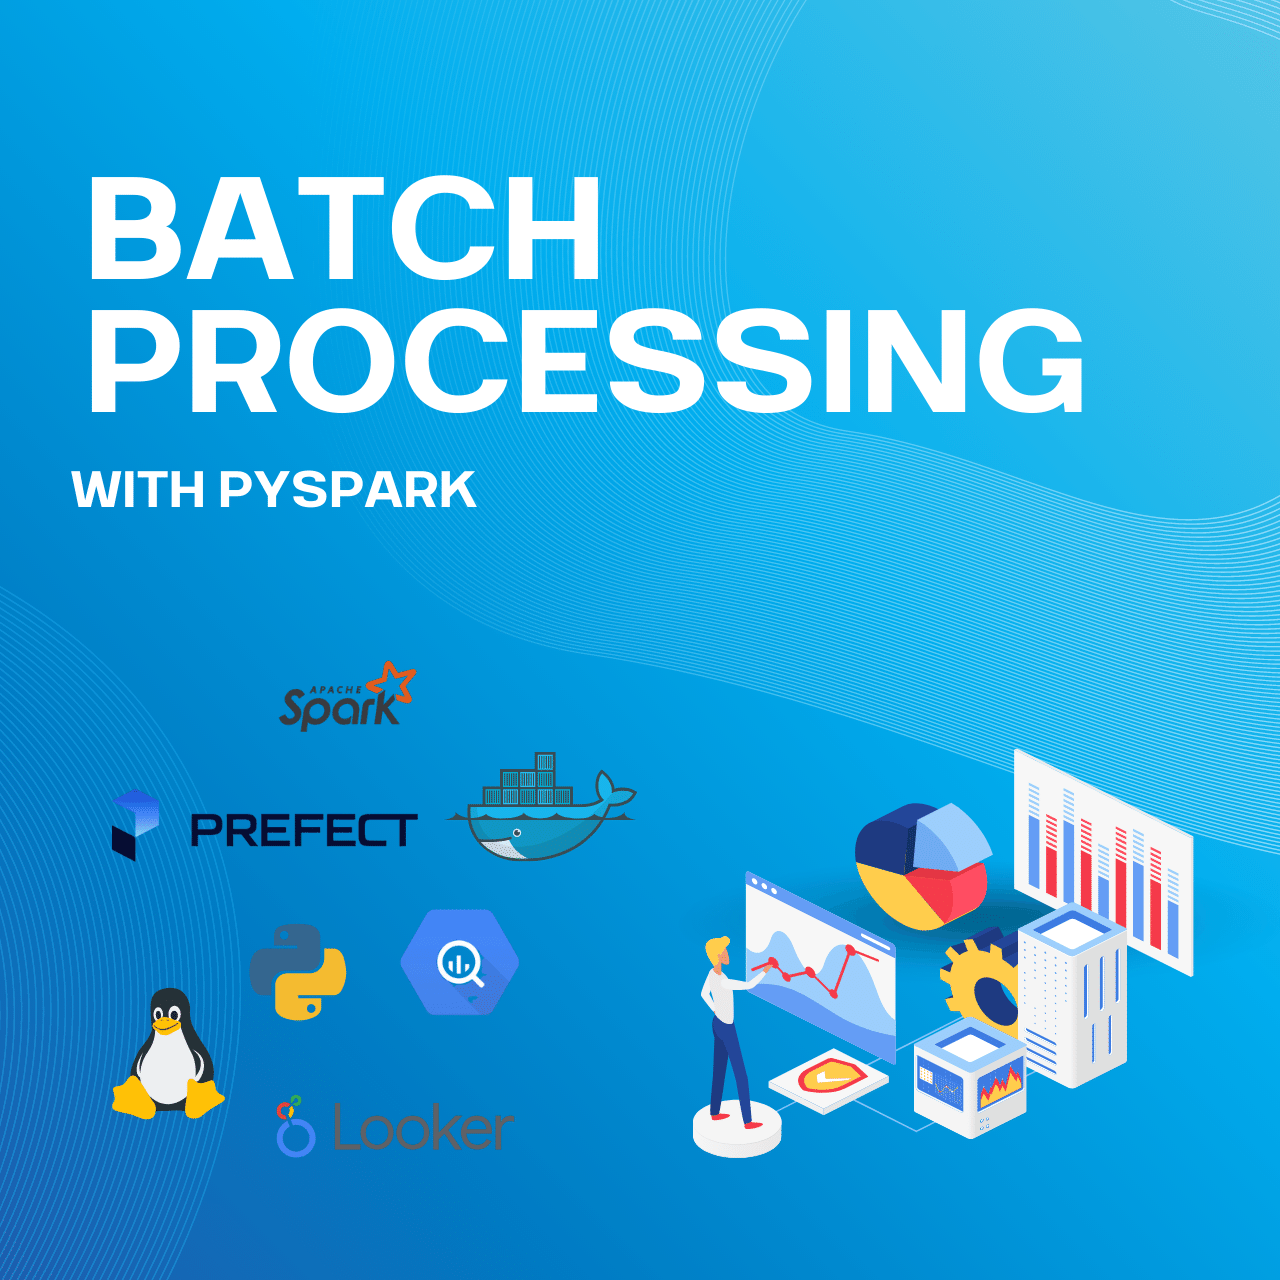 BATCH
PROCESSING
WITH PYSPARK
APACHE
Spark
PREFECT
Looker